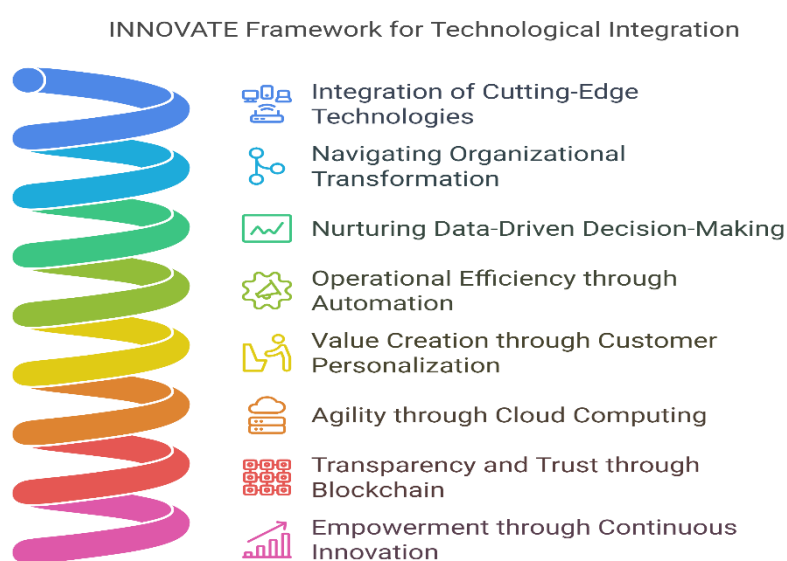 INNOVATE Framework for Technological Integration
Integration of Cutting-Edge
Technologies
Navigating Organizational
Transformation
Nurturing Data-Driven Decision-Making
Operational Efficiency through
Automation
Value Creation through Customer
Personalization
Agility through Cloud Computing
Transparency and Trust through
Blockchain
Empowerment through Continuous
Innovation